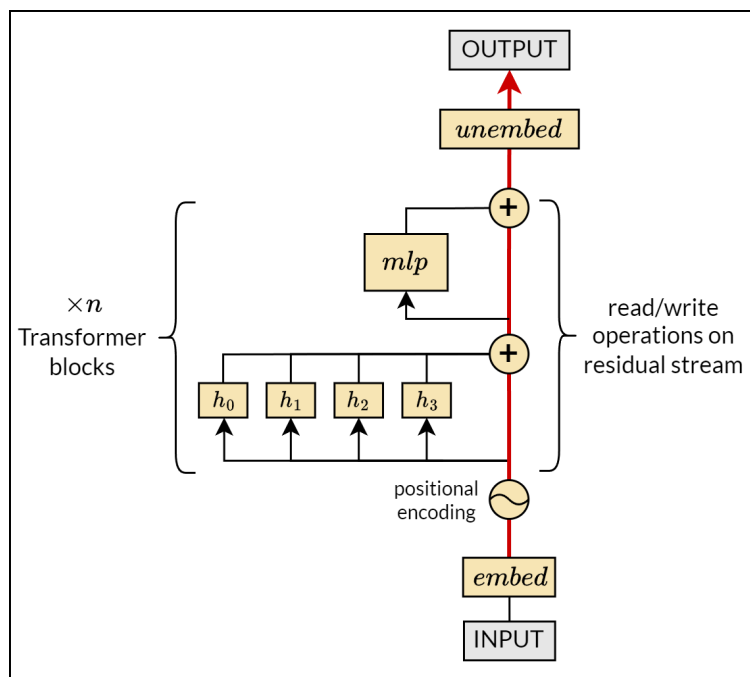 OUTPUT
unembed
+
mlp
×n
Transformer
blocks
read/write
operations on
residual stream
+
h₀ h₁ h₂ h₃
positional
encoding
embed
INPUT